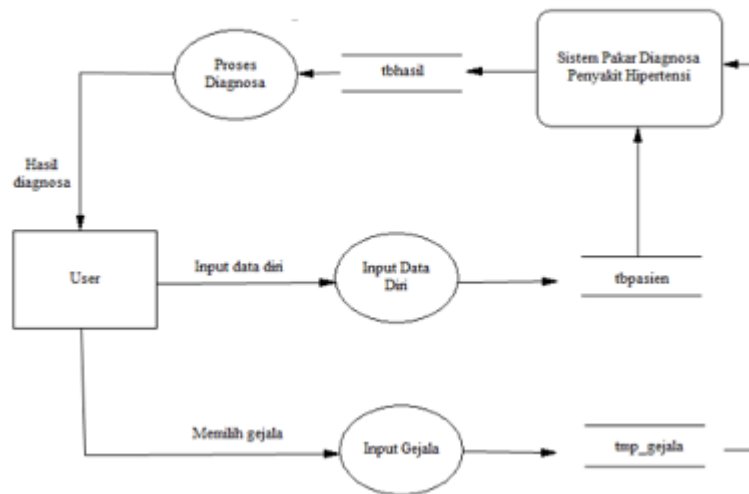 Proses
Diagnosa
tbhasil
Sistem Pakar Diagnosa
Penyakit Hipertensi
Hasil
diagnosa
User
Input data diri
Input Data
Diri
tbpasien
Memilih gejala
Input Gejala
tmp_gejala